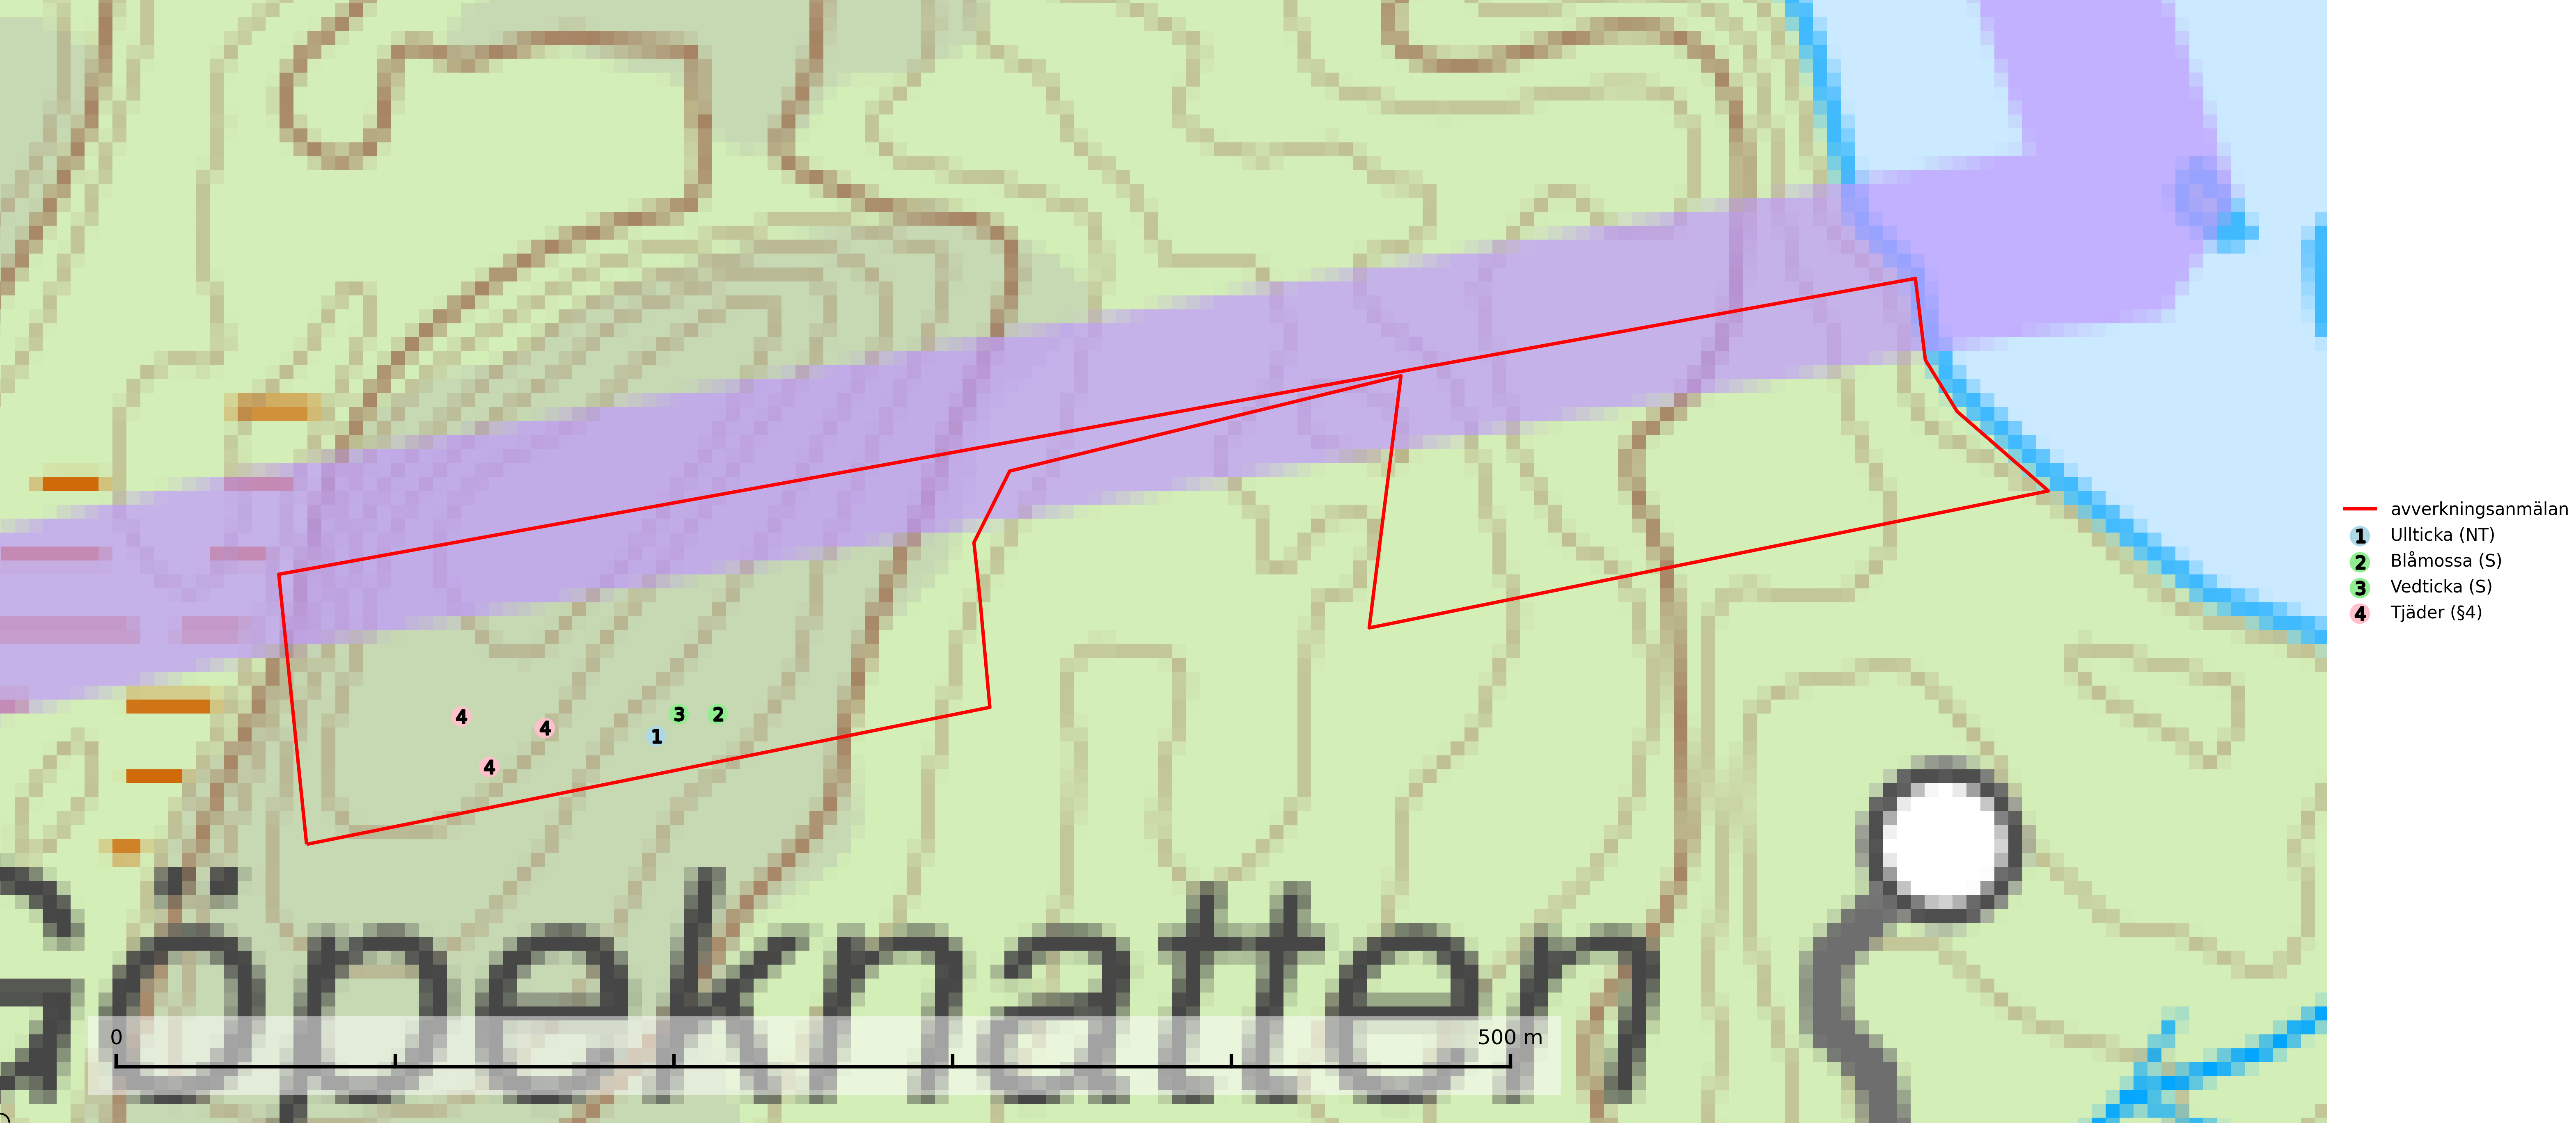 4
4
4
3
2
1
Göpeknatten
0
500 m
avverkningsanmälan
1 Ullticka (NT)
2 Blåmossa (S)
3 Vedticka (S)
4 Tjäder (§4)